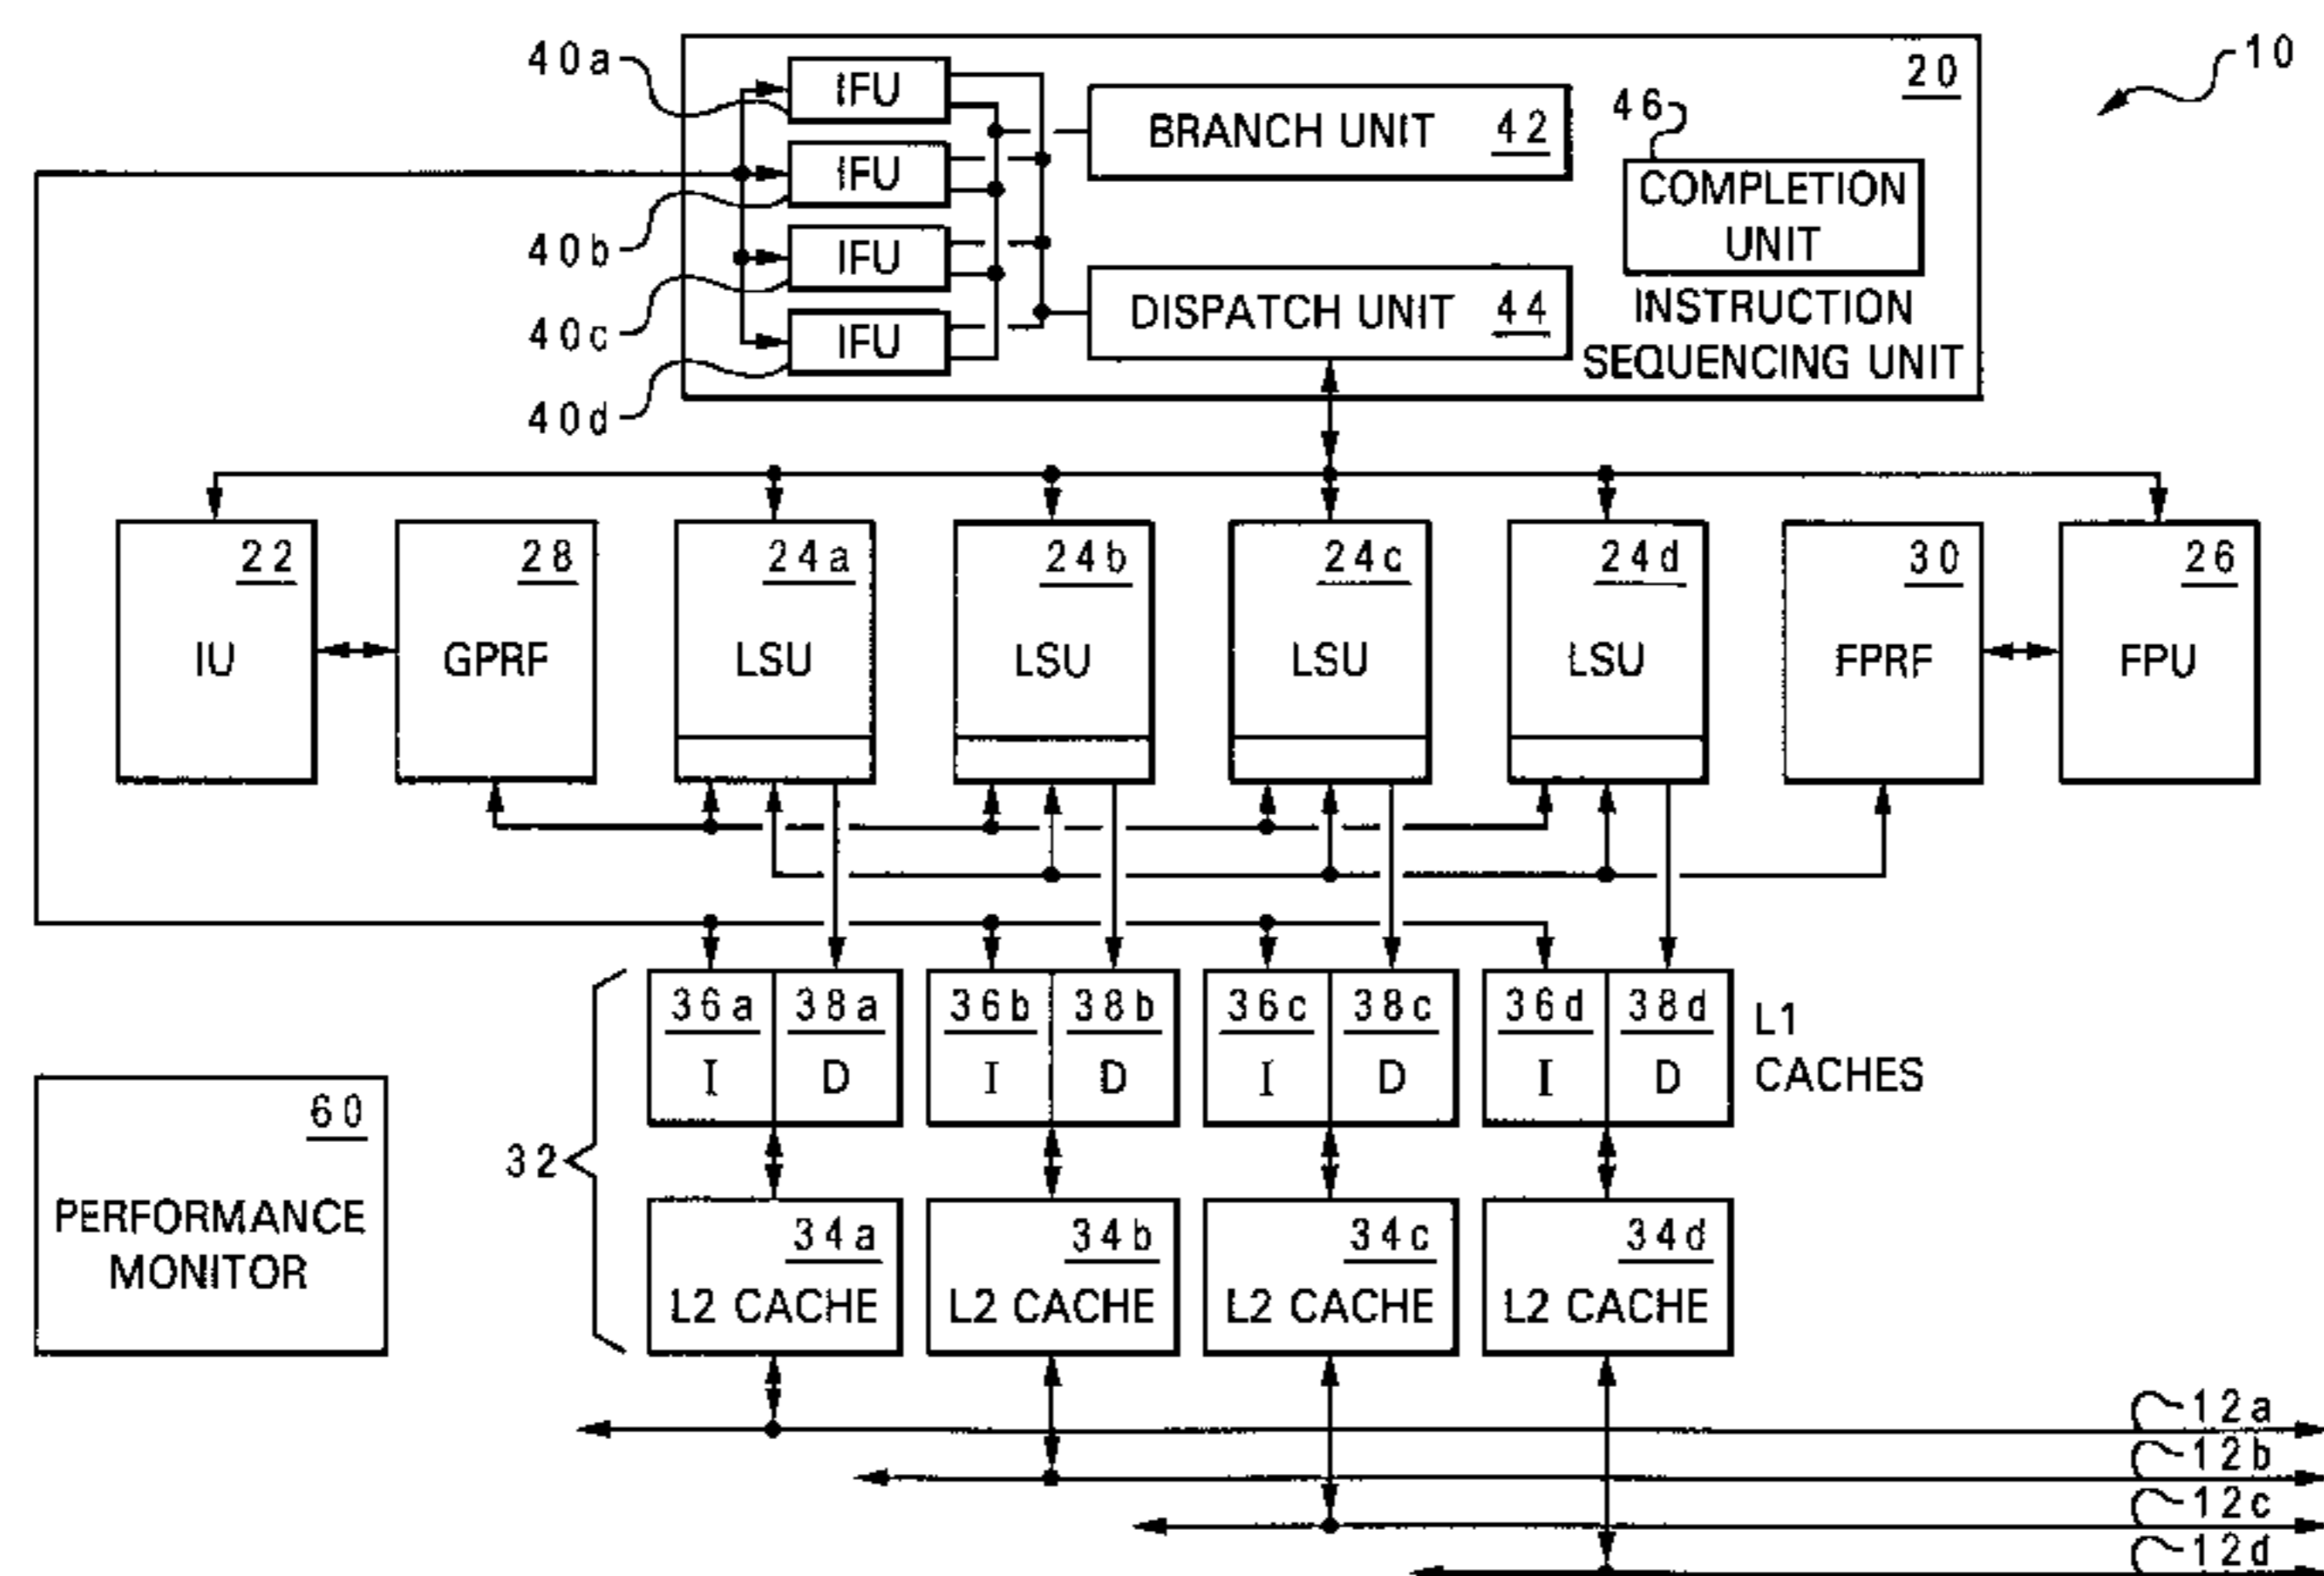 40a
IFU
20
10
BRANCH UNIT 42
46
40b
IFU
COMPLETION
UNIT
40c
IFU
DISPATCH UNIT 44
INSTRUCTION
SEQUENCING UNIT
40d
IFU
22
IU
28
GPRF
24a
LSU
24b
LSU
24c
LSU
24d
LSU
30
FPRF
26
FPU
36a
I
38a
D
36b
I
38b
D
36c
I
38c
D
36d
I
38d
D
L1
CACHES
32
60
PERFORMANCE
MONITOR
34a
L2 CACHE
34b
L2 CACHE
34c
L2 CACHE
34d
L2 CACHE
12a
12b
12c
12d